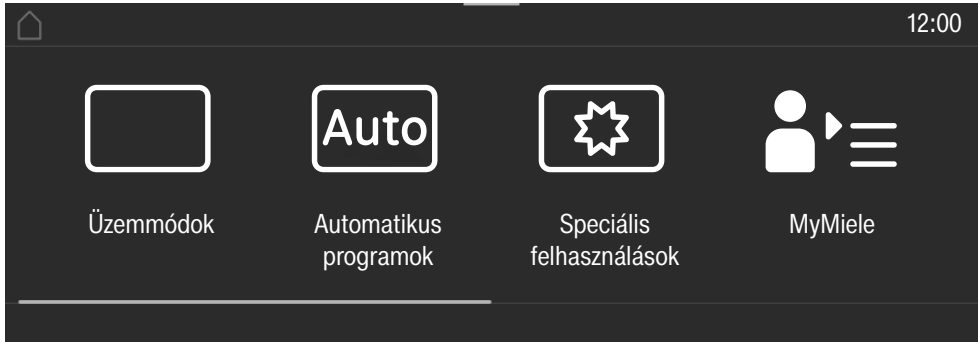 12:00
Auto
Üzemmódok
Automatikus
programok
Speciális
felhasználások
MyMiele